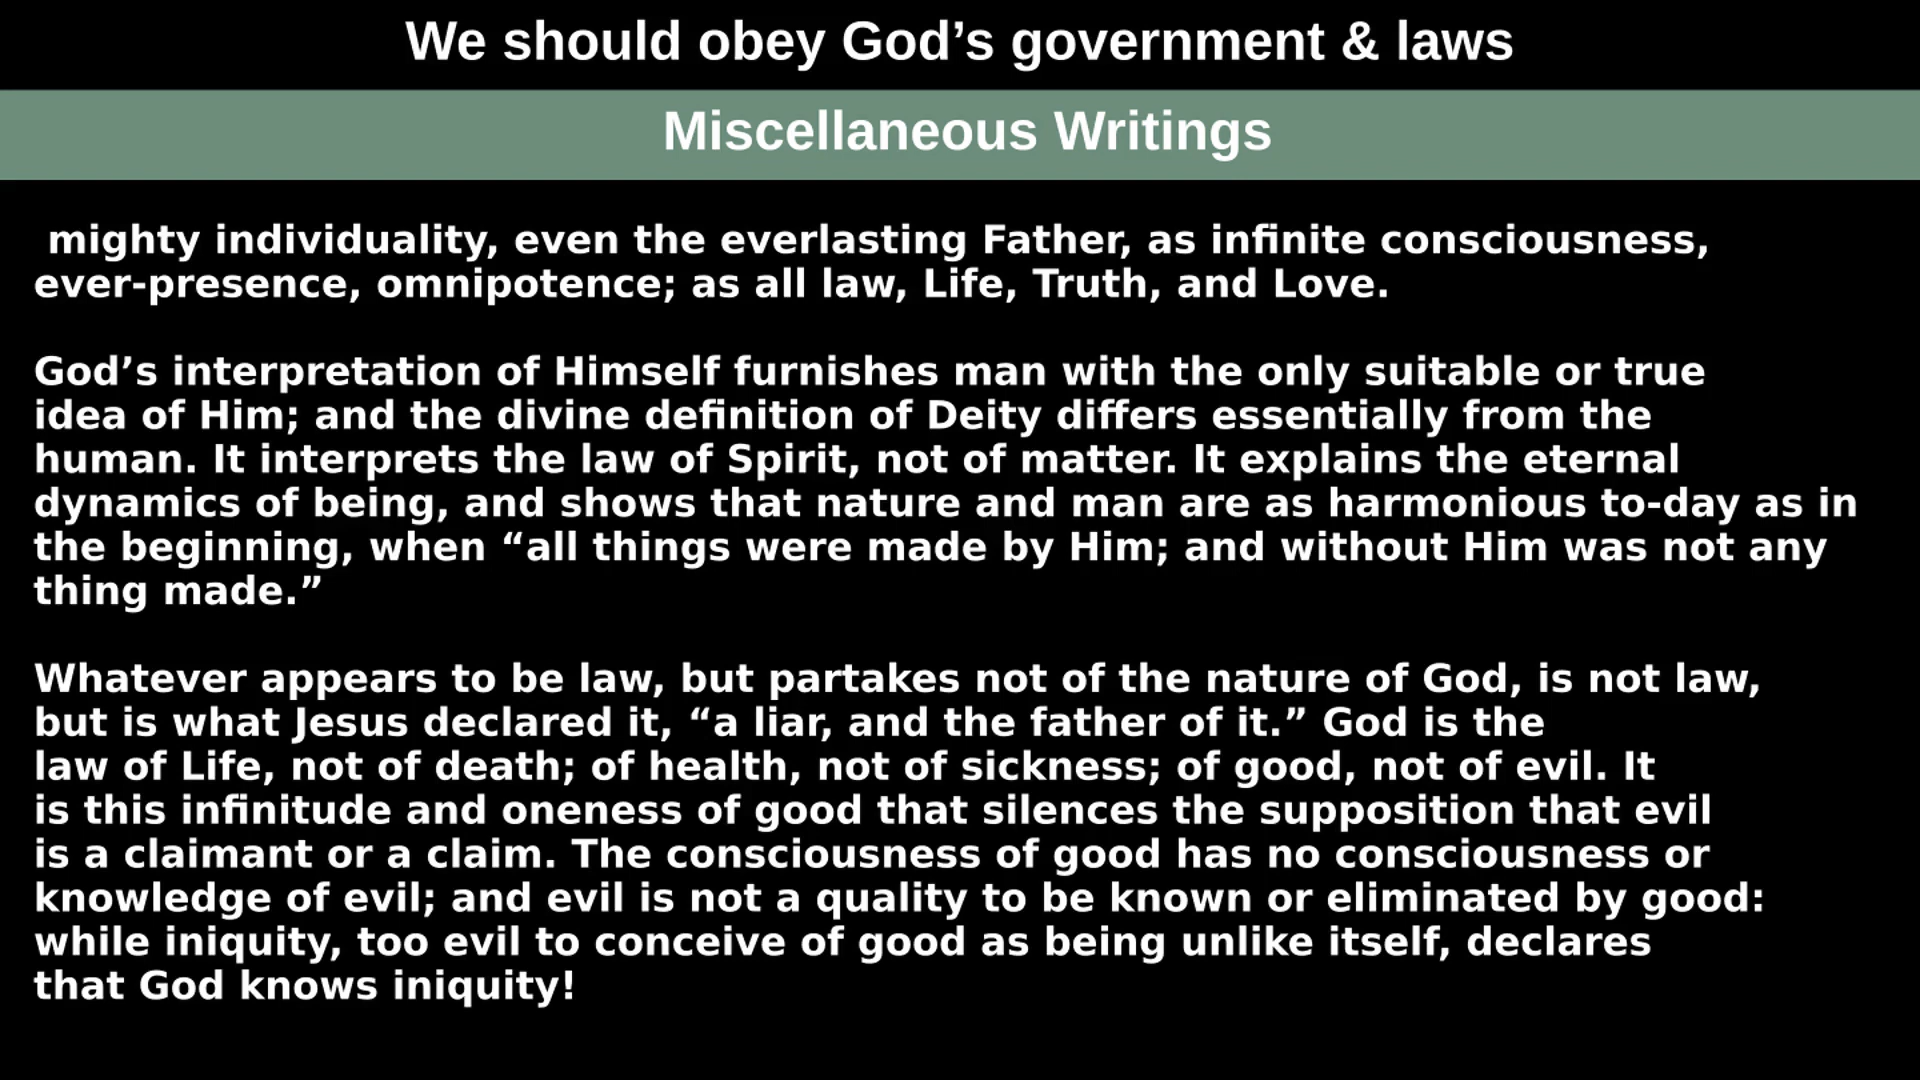 We should obey God’s government & laws
Miscellaneous Writings
mighty individuality, even the everlasting Father, as infinite consciousness,
ever-presence, omnipotence; as all law, Life, Truth, and Love.
God’s interpretation of Himself furnishes man with the only suitable or true
idea of Him; and the divine definition of Deity differs essentially from the
human. It interprets the law of Spirit, not of matter. It explains the eternal
dynamics of being, and shows that nature and man are as harmonious to-day as in
the beginning, when “all things were made by Him; and without Him was not any
thing made.”
Whatever appears to be law, but partakes not of the nature of God, is not law,
but is what Jesus declared it, “a liar, and the father of it.” God is the
law of Life, not of death; of health, not of sickness; of good, not of evil. It
is this infinitude and oneness of good that silences the supposition that evil
is a claimant or a claim. The consciousness of good has no consciousness or
knowledge of evil; and evil is not a quality to be known or eliminated by good:
while iniquity, too evil to conceive of good as being unlike itself, declares
that God knows iniquity!